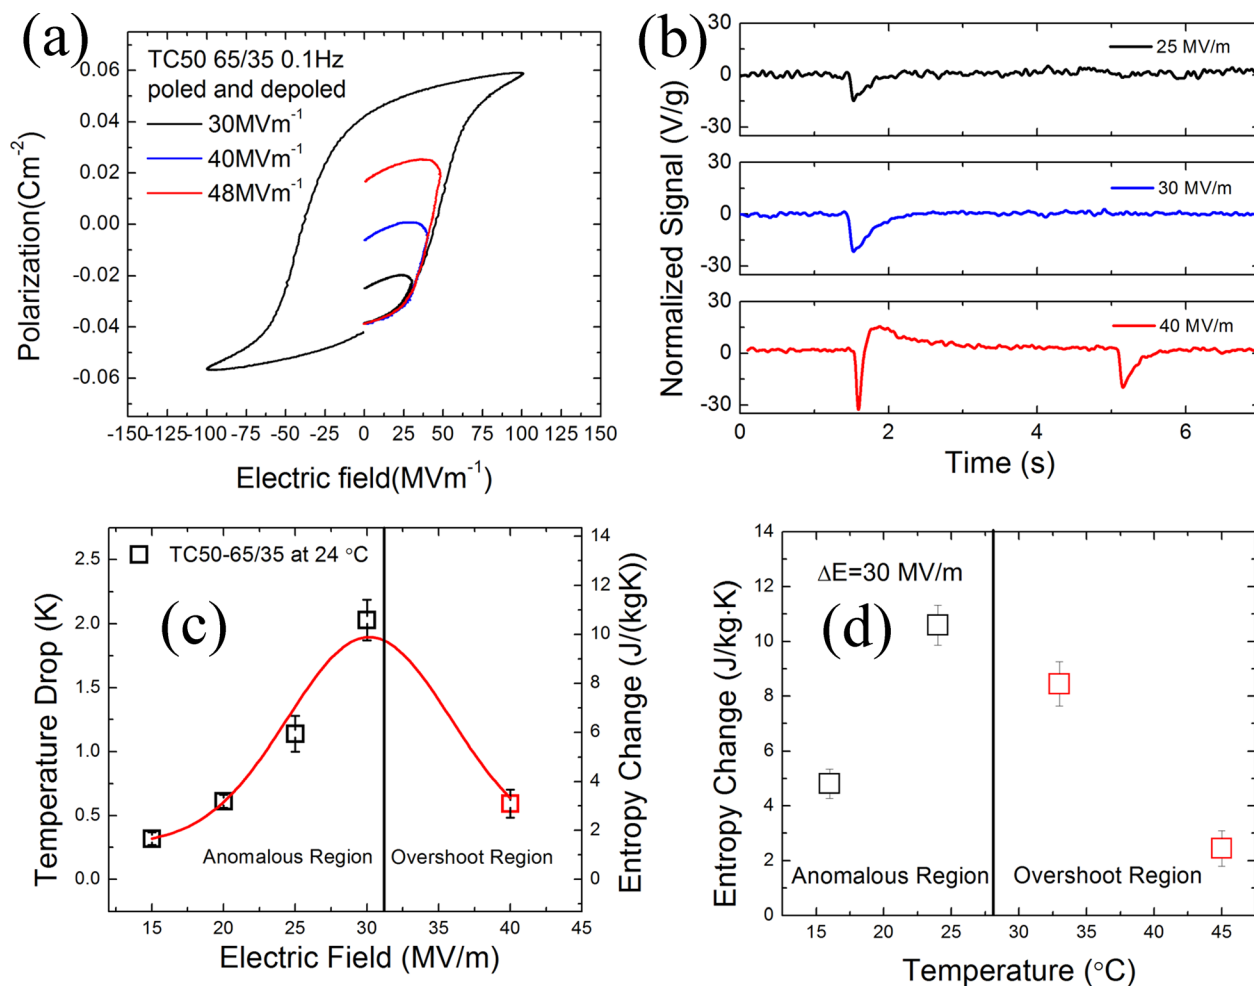 (a)
TC50 65/35 0.1Hz
poled and depoled
30MVm⁻¹
40MVm⁻¹
48MVm⁻¹
Polarization(Cm⁻²)
0.06
0.04
0.02
0.00
-0.02
-0.04
-0.06
-150 -125 -100 -75 -50 -25 0 25 50 75 100 125 150
Electric field(MVm⁻¹)
(b)
Normalized Signal (V/g)
30
0
-30
25 MV/m
30
0
-30
30 MV/m
30
0
-30
40 MV/m
0 2 4 6
Time (s)
(c)
TC50-65/35 at 24 °C
Temperature Drop (K)
2.5
2.0
1.5
1.0
0.5
0.0
Anomalous Region
Overshoot Region
14
12
10
8
6
4
2
0
Entropy Change (J/(kgK))
15 20 25 30 35 40 45
Electric Field (MV/m)
(d)
ΔE=30 MV/m
Entropy Change (J/kg·K)
14
12
10
8
6
4
2
0
Anomalous Region
Overshoot Region
15 20 25 30 35 40 45
Temperature (°C)